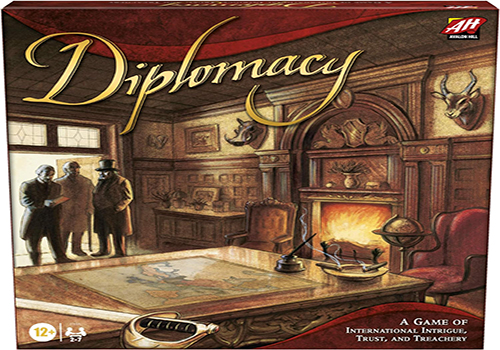 AH
AVALON HILL
Diplomacy
12+
2-7
A GAME OF
INTERNATIONAL INTRIGUE,
TRUST, AND TREACHERY